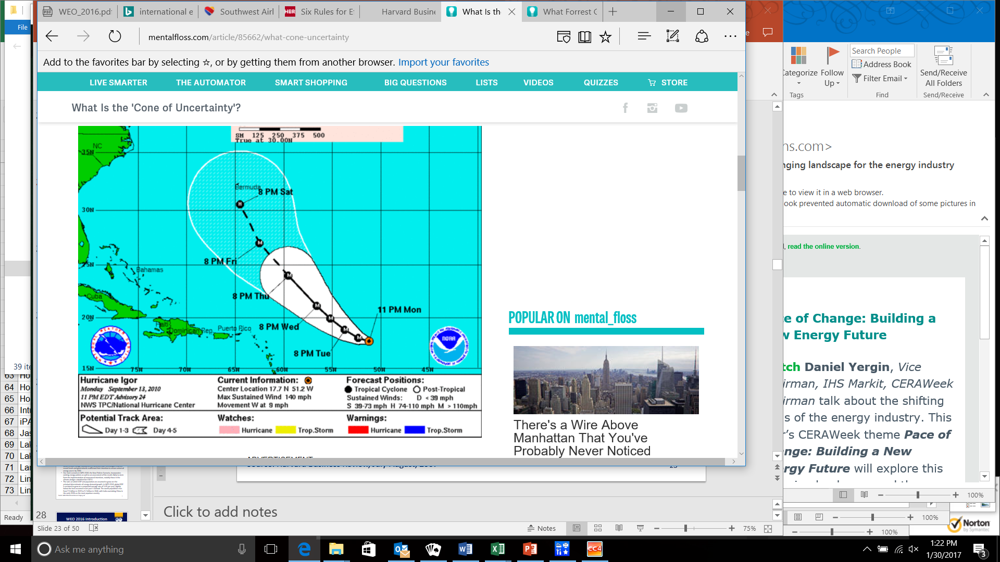 WEO_2016.pdf
international e
Southwest Airl
Six Rules for Ef
Harvard Busine
What Is th
What Forrest G
File
mentalfloss.com/article/85662/what-cone-uncertainty
Add to the favorites bar by selecting ☆, or by getting them from another browser. Import your favorites
LIVE SMARTER THE AUTOMATOR SMART SHOPPING BIG QUESTIONS LISTS VIDEOS QUIZZES STORE
What Is the 'Cone of Uncertainty'?
SM 125 250 375 500
True at 30.00N
NC
35N
Bermuda
8 PM Sat
H
30N
M
8 PM Fri
25N
Bahamas
M
Cuba
8 PM Thu
M
11 PM Mon
20N
M
Haiti
Dominican Rep.
Puerto Rico
8 PM Wed
M
M
NOAA
8 PM Tue
15N 75W 70W 65W 60W 55W 50W 45W
Hurricane Igor
Monday September 13, 2010
11 PM EDT Advisory 24
NWS TPC/National Hurricane Center
Current Information:
Center Location 17.7 N 51.2 W
Max Sustained Wind 140 mph
Movement W at 9 mph
Forecast Positions:
Tropical Cyclone Post-Tropical
Sustained Winds: D < 39 mph
S 39-73 mph H 74-110 mph M > 110mph
Potential Track Area:
Day 1-3 Day 4-5
Watches:
Hurricane Trop.Storm
Warnings:
Hurricane Trop.Storm
POPULAR ON mental_floss
There's a Wire Above
Manhattan That You've
Probably Never Noticed
ADVERTISEMENT
39 ite
63 Ho
64 Ho
65 Ho
66 Intu
67 iPA
68 Jas
69 Lak
70 Lak
71 Lar
72 Lin
73 Lin
Ready
28
WEO 2016 Introduction
23
Click to add notes
Slide 23 of 50
Notes
75%
Categorize
Follow
Up
Tags
Search People
Address Book
Filter Email
Find
Send/Receive
All Folders
Send/Receive
ns.com>
nging landscape for the energy industry
e to view it in a web browser.
ook prevented automatic download of some pictures in
, read the online version.
ce of Change: Building a
w Energy Future
tch Daniel Yergin, Vice
irman, IHS Markit, CERAWeek
irman talk about the shifting
s of the energy industry. This
r's CERAWeek theme Pace of
nge: Building a New
rgy Future will explore this
100%
100%
100%
Norton
by Symantec
Ask me anything
CC4
1:22 PM
1/30/2017
3